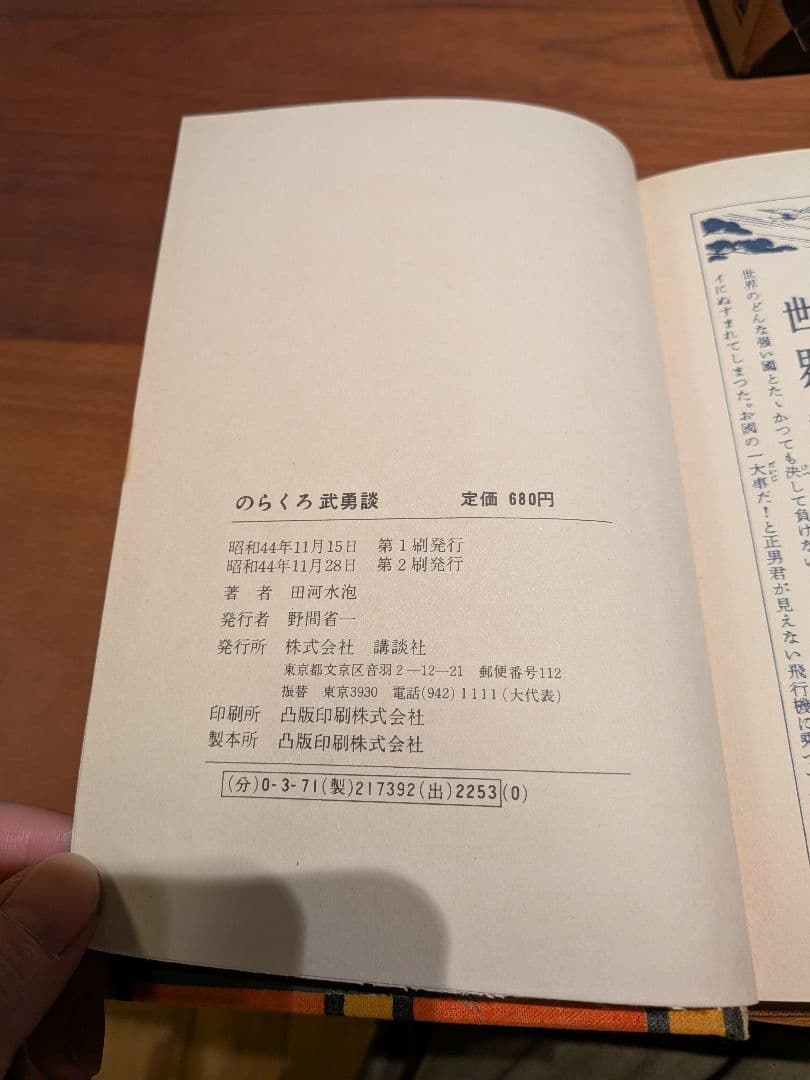 のらくろ 武勇談　定価 680円
昭和44年11月15日　第1刷発行
昭和44年11月28日　第2刷発行
著　者　田河水泡
発行者　野間省一
発行所　株式会社　講談社
東京都文京区音羽2―12―21　郵便番号112
振替　東京3930　電話(942)1111(大代表)
印刷所　凸版印刷株式会社
製本所　凸版印刷株式会社
(分)0-3-71(製)217392(出)2253(0)
世界
世界のどんな強い國とたゝかつても決して負けない
イにぬすまれてしまつた。お國の一大事だ！と正男君が見えない飛行機に乘つ